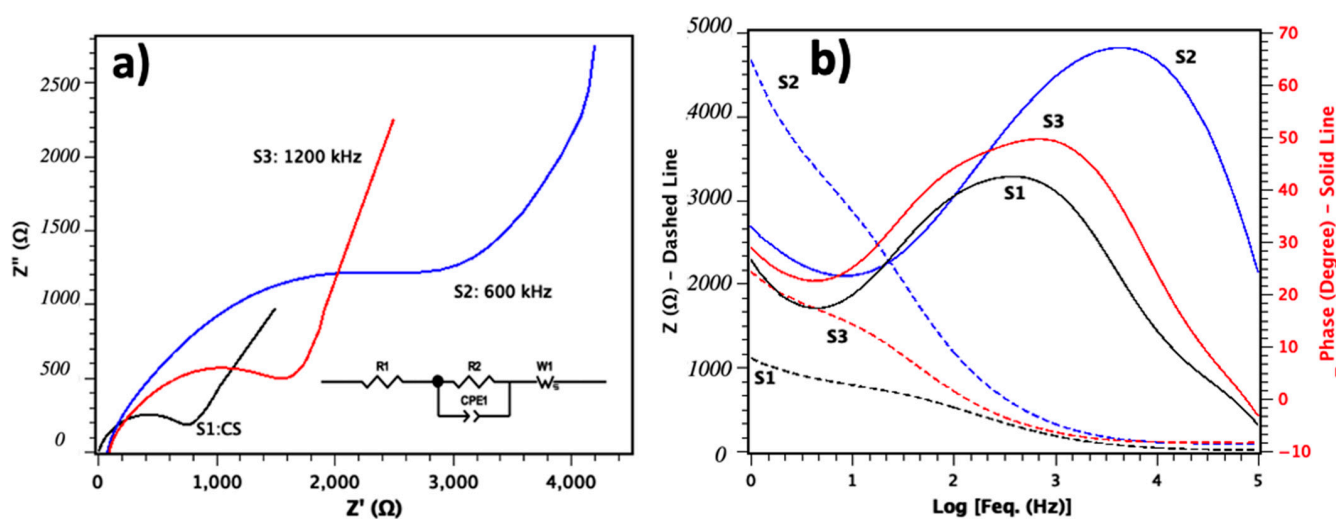 a)
2500
2000
1500
1000
500
0
Z'' (Ω)
S3: 1200 kHz
S2: 600 kHz
S1:CS
R1
R2
W1
s
CPE1
0
1,000
2,000
3,000
4,000
Z' (Ω)
b)
5000
4000
3000
2000
1000
0
Z (Ω) – Dashed Line
S2
S2
S3
S1
S3
S1
70
60
50
40
30
20
10
0
−10
_ Phase (Degree) – Solid Line
0
1
2
3
4
5
Log [Feq. (Hz)]